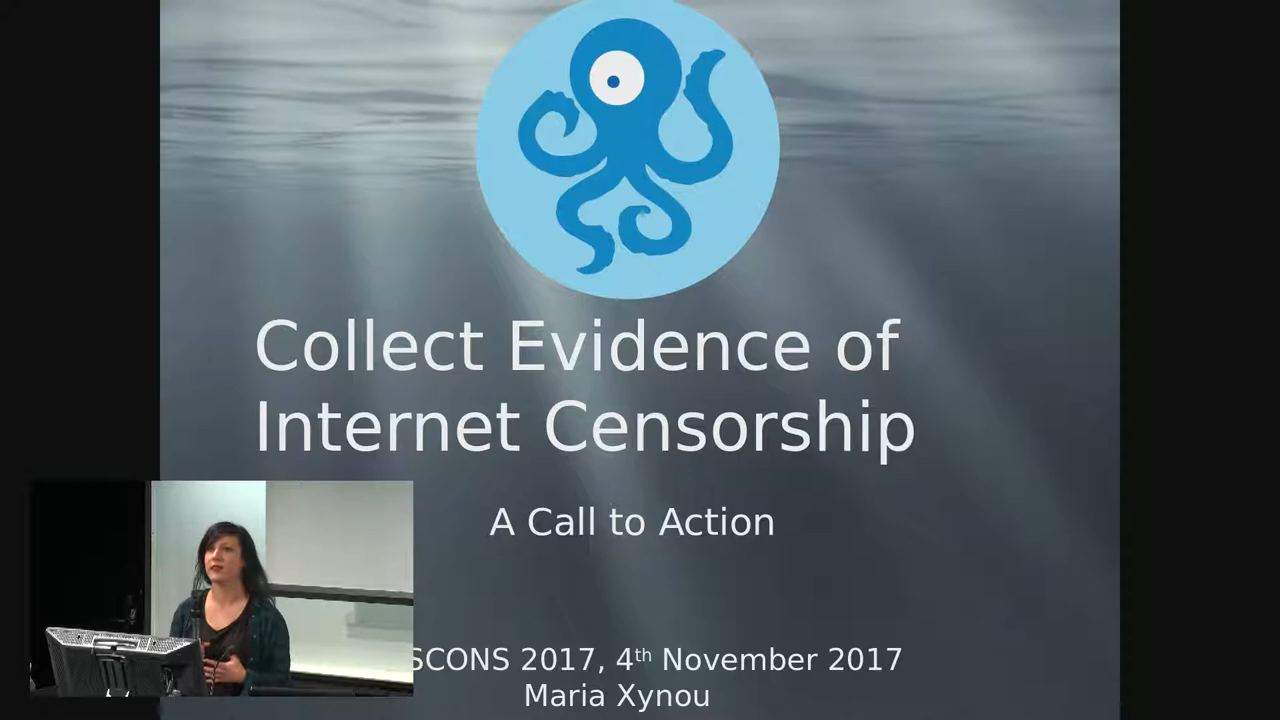 Collect Evidence of
Internet Censorship
A Call to Action
SCONS 2017, 4th November 2017
Maria Xynou